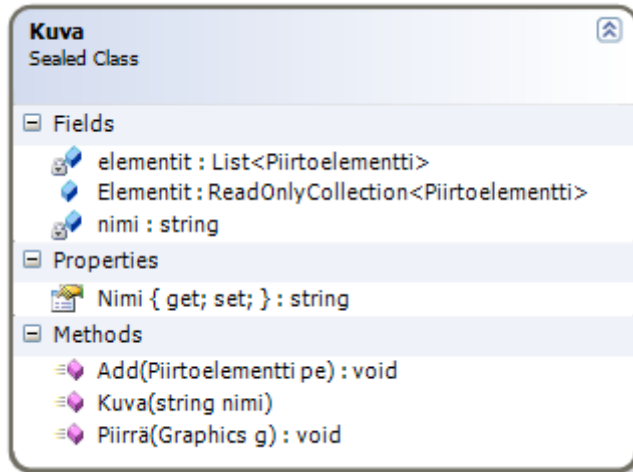 Kuva
Sealed Class
Fields
elementit : List<Piirtoelementti>
Elementit : ReadOnlyCollection<Piirtoelementti>
nimi : string
Properties
Nimi { get; set; } : string
Methods
Add(Piirtoelementti pe) : void
Kuva(string nimi)
Piirrä(Graphics g) : void